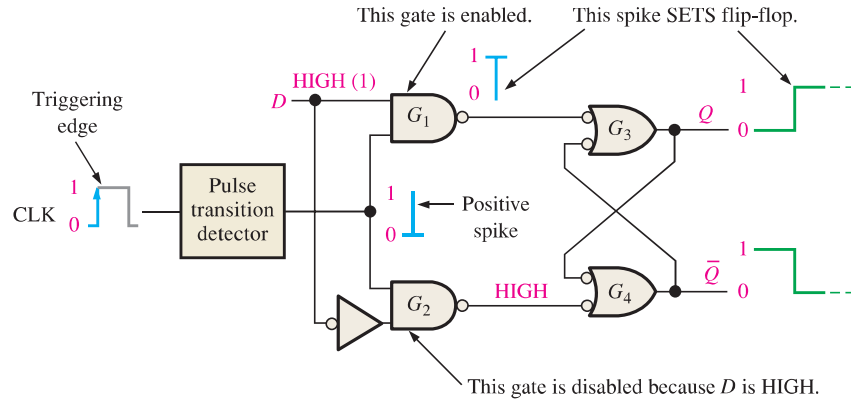 This gate is enabled.
This spike SETS flip-flop.
HIGH (1)
D
G1
1
0
G3
Q
1
0
Triggering
edge
1
0
CLK
Pulse
transition
detector
1
0
Positive
spike
G2
HIGH
G4
Q̅
1
0
This gate is disabled because D is HIGH.